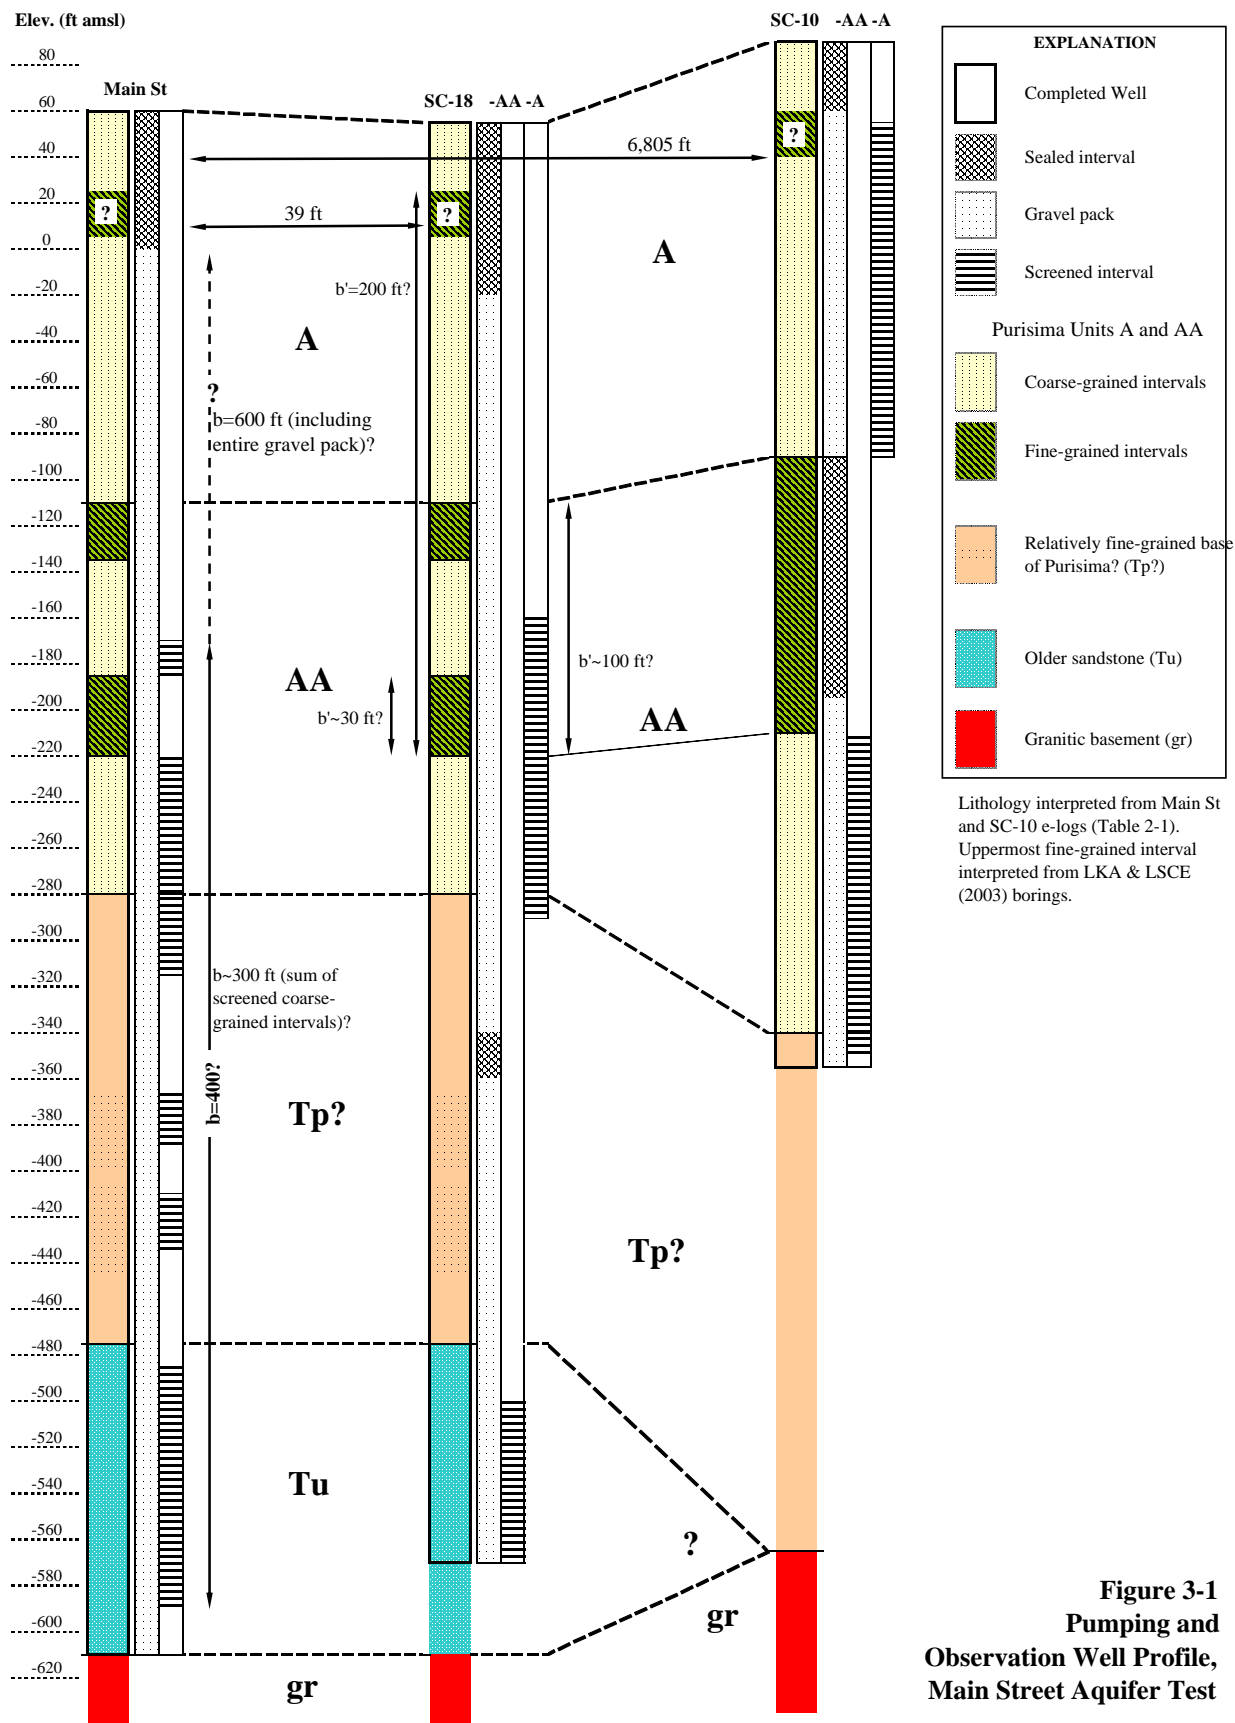 Elev. (ft amsl)
SC-10 -AA -A
Main St
SC-18 -AA -A
80
60
40
20
0
-20
-40
-60
-80
-100
-120
-140
-160
-180
-200
-220
-240
-260
-280
-300
-320
-340
-360
-380
-400
-420
-440
-460
-480
-500
-520
-540
-560
-580
-600
-620
?
?
?
6,805 ft
39 ft
b'=200 ft?
A
A
?
b=600 ft (including
entire gravel pack)?
AA
b'~30 ft?
b'~100 ft?
AA
b~300 ft (sum of
screened coarse-
grained intervals)?
b=400?
Tp?
Tp?
Tu
?
gr
gr
EXPLANATION
Completed Well
Sealed interval
Gravel pack
Screened interval
Purisima Units A and AA
Coarse-grained intervals
Fine-grained intervals
Relatively fine-grained base
of Purisima? (Tp?)
Older sandstone (Tu)
Granitic basement (gr)
Lithology interpreted from Main St
and SC-10 e-logs (Table 2-1).
Uppermost fine-grained interval
interpreted from LKA & LSCE
(2003) borings.
Figure 3-1
Pumping and
Observation Well Profile,
Main Street Aquifer Test